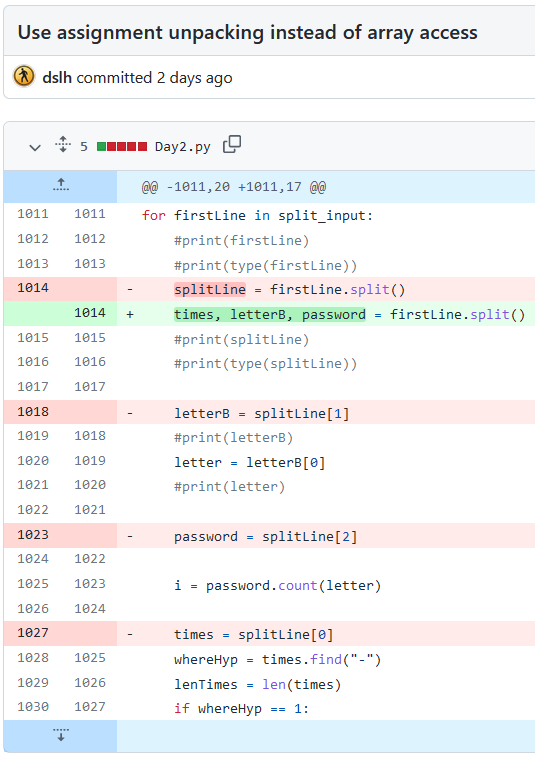 Use assignment unpacking instead of array access
dslh committed 2 days ago
5 Day2.py
@@ -1011,20 +1011,17 @@
1011 1011 for firstLine in split_input:
1012 1012 #print(firstLine)
1013 1013 #print(type(firstLine))
1014 - splitLine = firstLine.split()
1014 + times, letterB, password = firstLine.split()
1015 1015 #print(splitLine)
1016 1016 #print(type(splitLine))
1017 1017
1018 - letterB = splitLine[1]
1019 1018 #print(letterB)
1020 1019 letter = letterB[0]
1021 1020 #print(letter)
1022 1021
1023 - password = splitLine[2]
1024 1022
1025 1023 i = password.count(letter)
1026 1024
1027 - times = splitLine[0]
1028 1025 whereHyp = times.find("-")
1029 1026 lenTimes = len(times)
1030 1027 if whereHyp == 1: